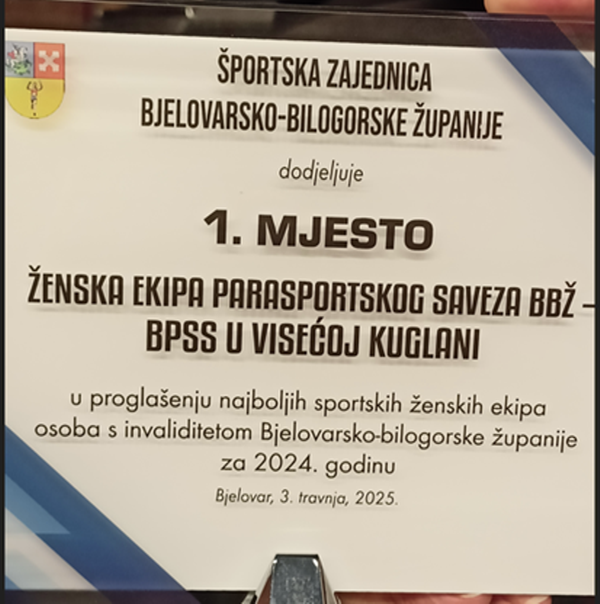 ŠPORTSKA ZAJEDNICA
BJELOVARSKO-BILOGORSKE ŽUPANIJE
dodjeljuje
1. MJESTO
ŽENSKA EKIPA PARASPORTSKOG SAVEZA BBŽ –
BPSS U VISEĆOJ KUGLANI
u proglašenju najboljih sportskih ženskih ekipa
osoba s invaliditetom Bjelovarsko-bilogorske županije
za 2024. godinu
Bjelovar, 3. travnja, 2025.